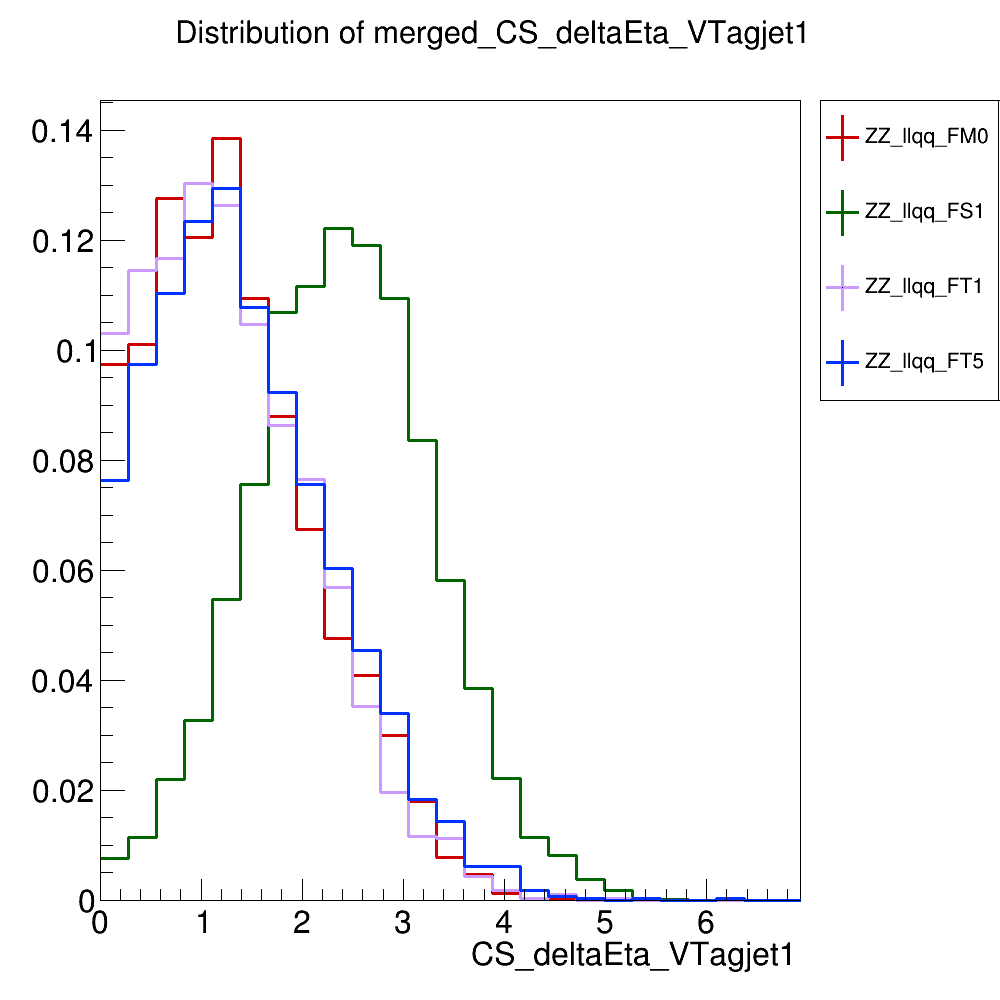 Distribution of merged_CS_deltaEta_VTagjet1
0.14
0.12
0.1
0.08
0.06
0.04
0.02
0
0 1 2 3 4 5 6
CS_deltaEta_VTagjet1
ZZ_llqq_FM0
ZZ_llqq_FS1
ZZ_llqq_FT1
ZZ_llqq_FT5